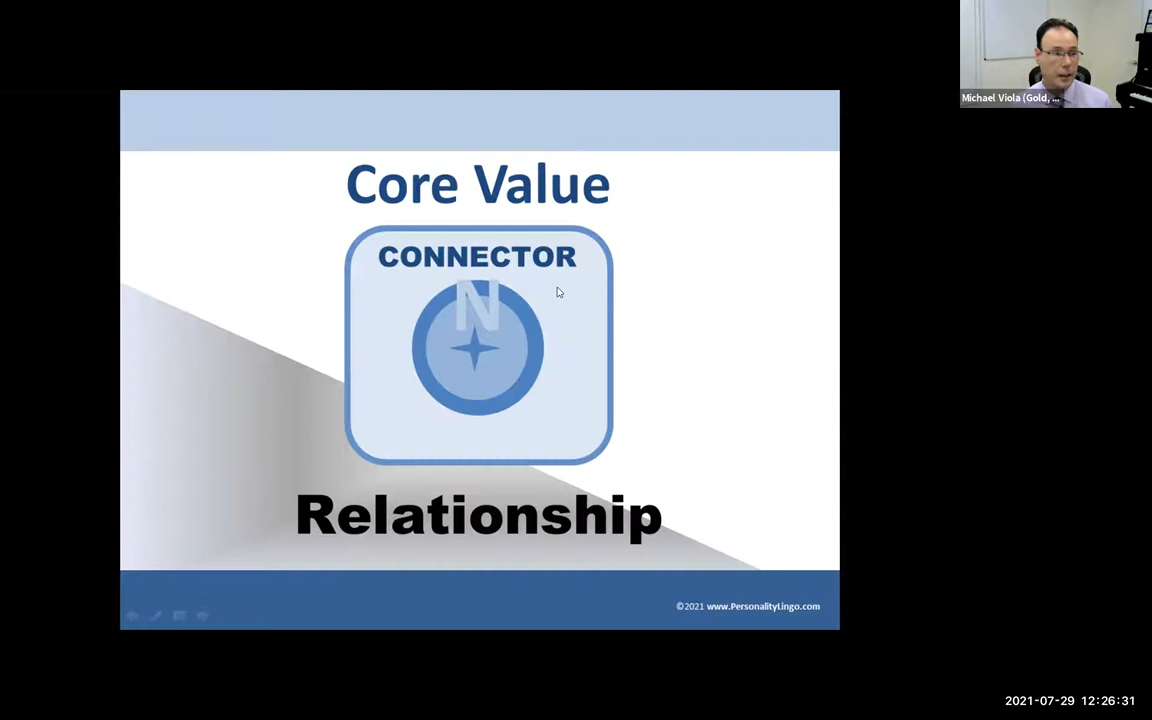 Michael Viola (Gold, ...
Core Value
CONNECTOR
N
Relationship
©2021 www.PersonalityLingo.com
2021-07-29 12:26:31